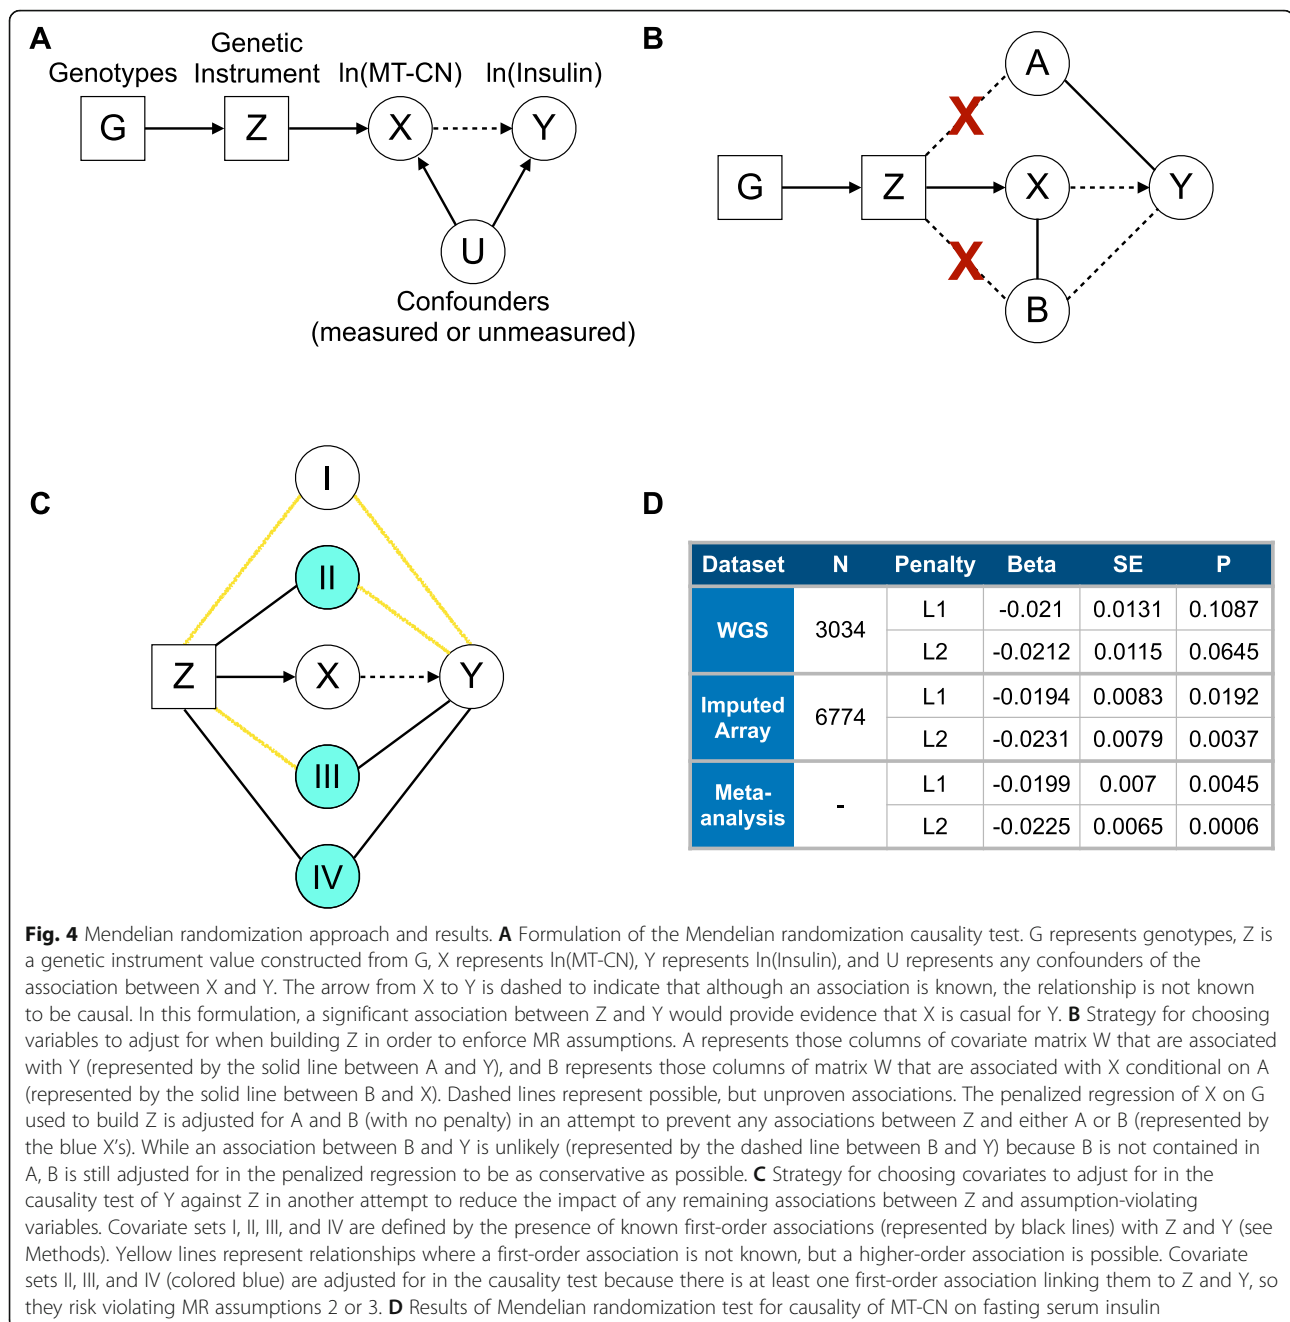 A
Genotypes
Genetic
Instrument
ln(MT-CN)
ln(Insulin)
G
Z
X
Y
U
Confounders
(measured or unmeasured)
B
A
X
G
Z
X
Y
X
B
C
I
II
Z
X
Y
III
IV
D
Dataset N Penalty Beta SE P
WGS 3034 L1 -0.021 0.0131 0.1087
L2 -0.0212 0.0115 0.0645
Imputed Array 6774 L1 -0.0194 0.0083 0.0192
L2 -0.0231 0.0079 0.0037
Meta-analysis - L1 -0.0199 0.007 0.0045
L2 -0.0225 0.0065 0.0006
Fig. 4 Mendelian randomization approach and results. A Formulation of the Mendelian randomization causality test. G represents genotypes, Z is
a genetic instrument value constructed from G, X represents ln(MT-CN), Y represents ln(Insulin), and U represents any confounders of the
association between X and Y. The arrow from X to Y is dashed to indicate that although an association is known, the relationship is not known
to be causal. In this formulation, a significant association between Z and Y would provide evidence that X is casual for Y. B Strategy for choosing
variables to adjust for when building Z in order to enforce MR assumptions. A represents those columns of covariate matrix W that are associated
with Y (represented by the solid line between A and Y), and B represents those columns of matrix W that are associated with X conditional on A
(represented by the solid line between B and X). Dashed lines represent possible, but unproven associations. The penalized regression of X on G
used to build Z is adjusted for A and B (with no penalty) in an attempt to prevent any associations between Z and either A or B (represented by
the blue X's). While an association between B and Y is unlikely (represented by the dashed line between B and Y) because B is not contained in
A, B is still adjusted for in the penalized regression to be as conservative as possible. C Strategy for choosing covariates to adjust for in the
causality test of Y against Z in another attempt to reduce the impact of any remaining associations between Z and assumption-violating
variables. Covariate sets I, II, III, and IV are defined by the presence of known first-order associations (represented by black lines) with Z and Y (see
Methods). Yellow lines represent relationships where a first-order association is not known, but a higher-order association is possible. Covariate
sets II, III, and IV (colored blue) are adjusted for in the causality test because there is at least one first-order association linking them to Z and Y, so
they risk violating MR assumptions 2 or 3. D Results of Mendelian randomization test for causality of MT-CN on fasting serum insulin